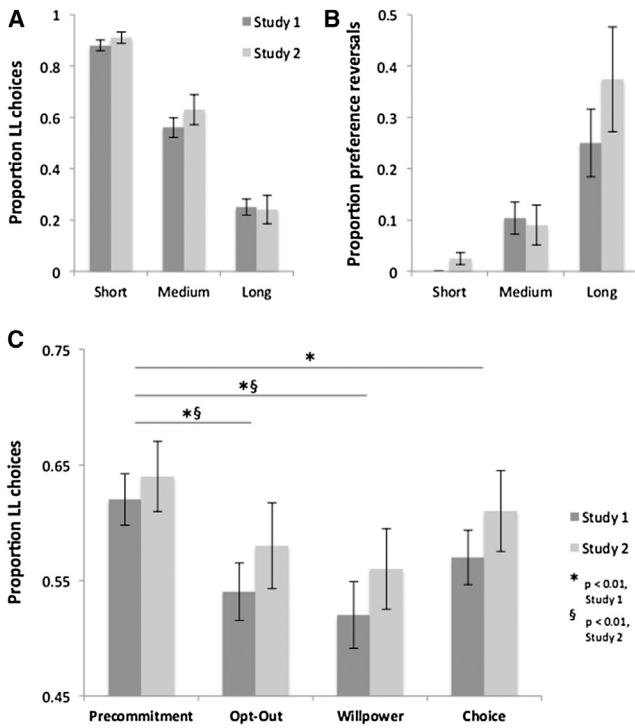 A
Proportion LL choices
1
0.8
0.6
0.4
0.2
0
Short Medium Long
Study 1
Study 2
B
Proportion preference reversals
0.5
0.4
0.3
0.2
0.1
0
Short Medium Long
C
Proportion LL choices
0.75
0.65
0.55
0.45
*
*§
*§
Precommitment Opt-Out Willpower Choice
Study 1
Study 2
* p < 0.01,
Study 1
§ p < 0.01,
Study 2